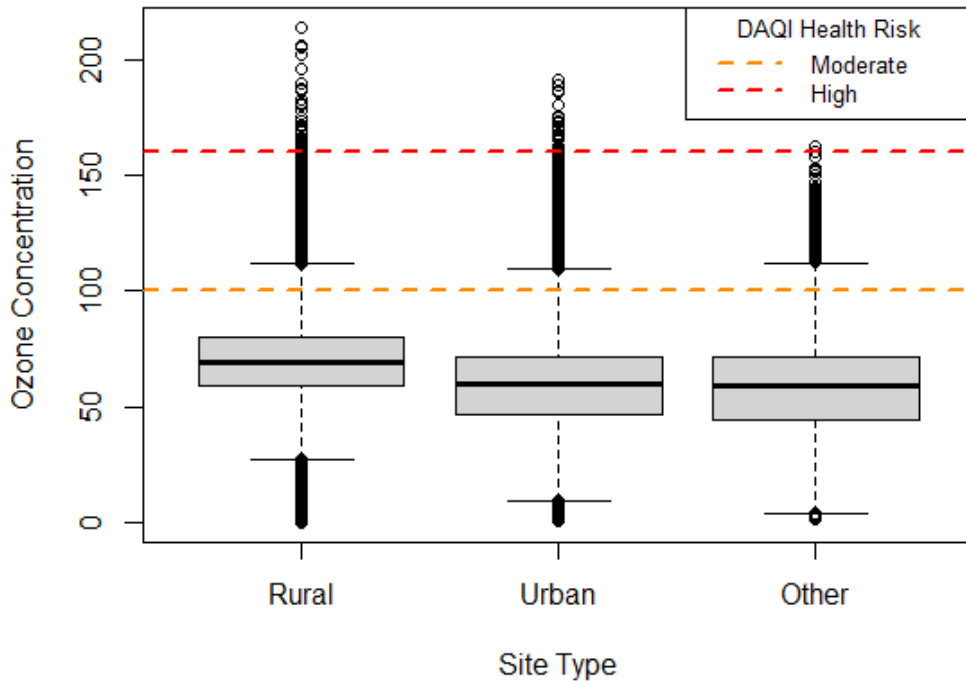 DAQI Health Risk
Moderate
High
Ozone Concentration
200
150
100
50
0
Rural Urban Other
Site Type